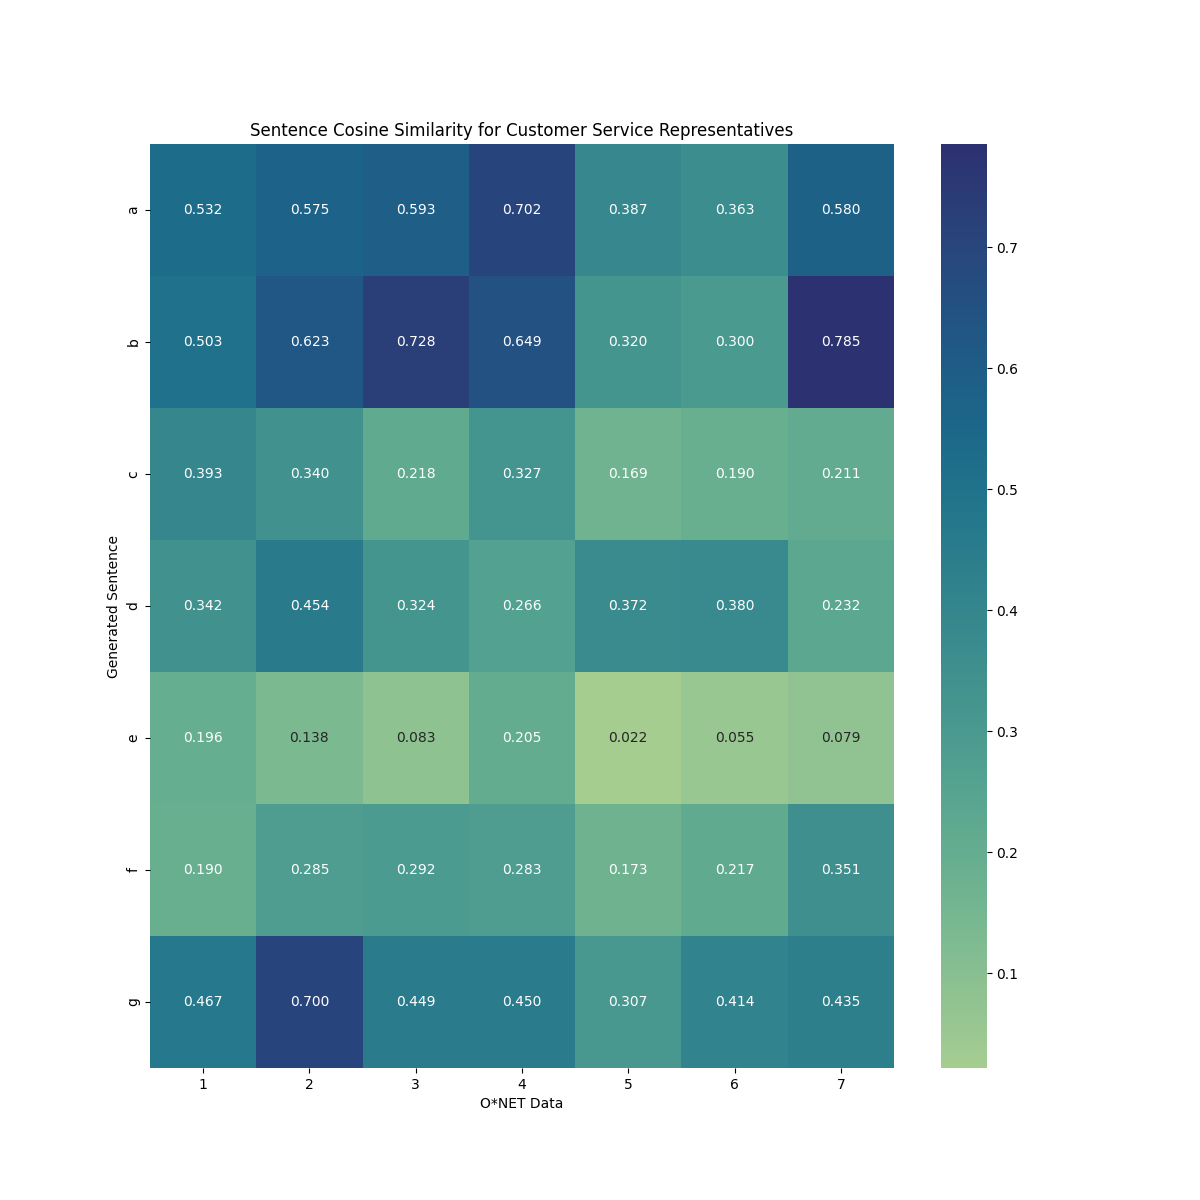 Sentence Cosine Similarity for Customer Service Representatives
a 0.532 0.575 0.593 0.702 0.387 0.363 0.580
0.7
b 0.503 0.623 0.728 0.649 0.320 0.300 0.785
0.6
0.5
c 0.393 0.340 0.218 0.327 0.169 0.190 0.211
Generated Sentence
d 0.342 0.454 0.324 0.266 0.372 0.380 0.232
0.4
0.3
e 0.196 0.138 0.083 0.205 0.022 0.055 0.079
0.2
f 0.190 0.285 0.292 0.283 0.173 0.217 0.351
0.1
g 0.467 0.700 0.449 0.450 0.307 0.414 0.435
1 2 3 4 5 6 7
O*NET Data